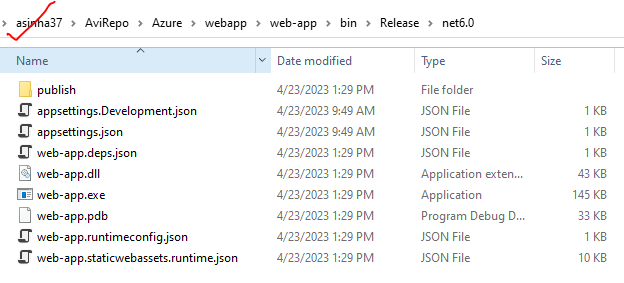 asinha37 > AviRepo > Azure > webapp > web-app > bin > Release > net6.0
Name Date modified Type Size
publish 4/23/2023 1:29 PM File folder
appsettings.Development.json 4/23/2023 9:49 AM JSON File 1 KB
appsettings.json 4/23/2023 9:49 AM JSON File 1 KB
web-app.deps.json 4/23/2023 1:29 PM JSON File 1 KB
web-app.dll 4/23/2023 1:29 PM Application exten... 43 KB
web-app.exe 4/23/2023 1:29 PM Application 145 KB
web-app.pdb 4/23/2023 1:29 PM Program Debug D... 33 KB
web-app.runtimeconfig.json 4/23/2023 1:29 PM JSON File 1 KB
web-app.staticwebassets.runtime.json 4/23/2023 1:29 PM JSON File 10 KB